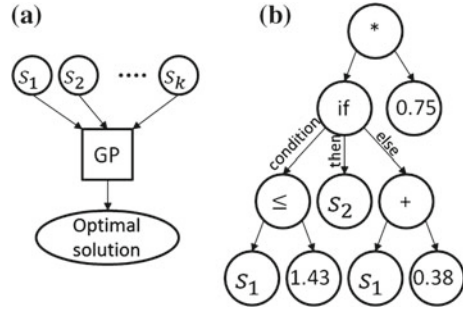 (a)
S1 S2 .... Sk
GP
Optimal
solution
(b)
*
if 0.75
condition then else
≤ S2 +
S1 1.43 S1 0.38